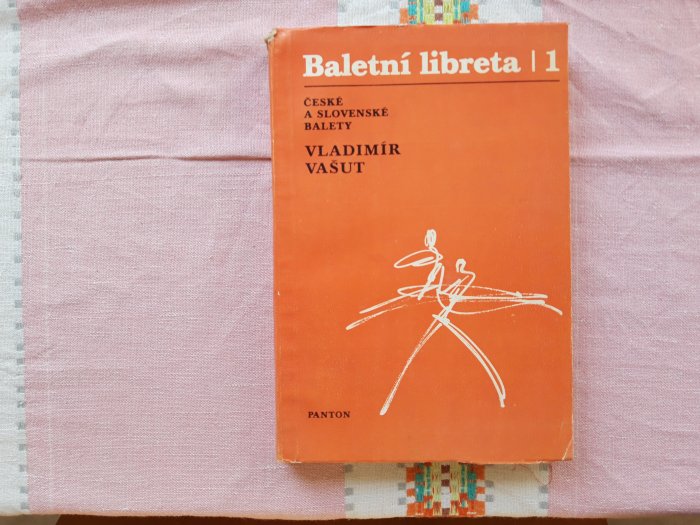 Baletní libreta | 1
ČESKÉ
A SLOVENSKÉ
BALETY
VLADIMÍR
VAŠUT
PANTON